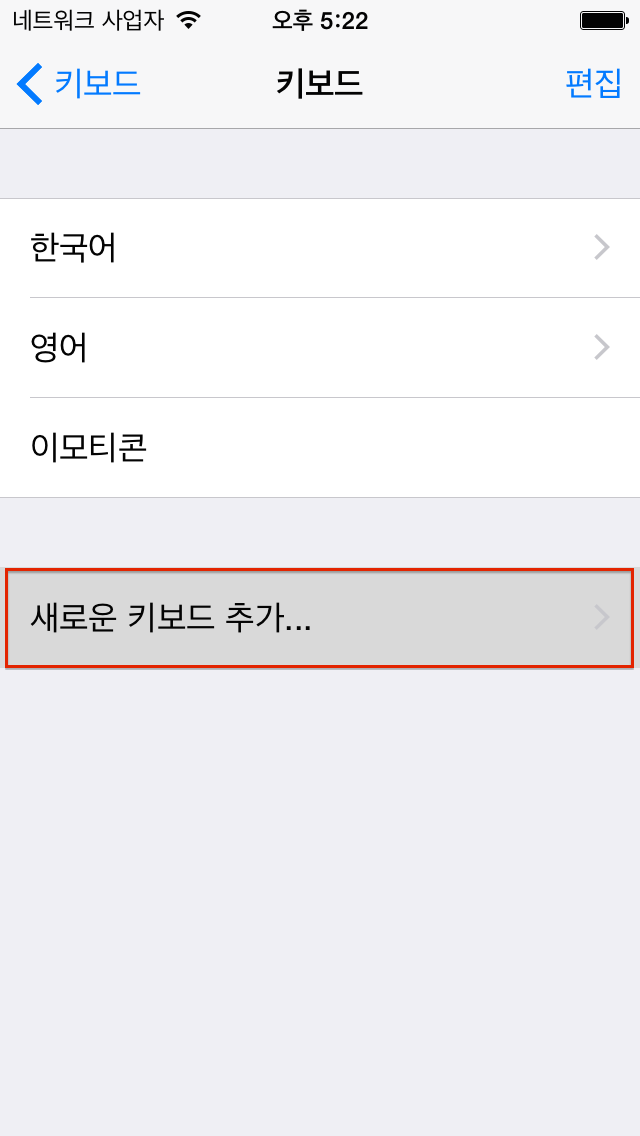 네트워크 사업자 오후 5:22
키보드 키보드 편집
한국어
영어
이모티콘
새로운 키보드 추가...